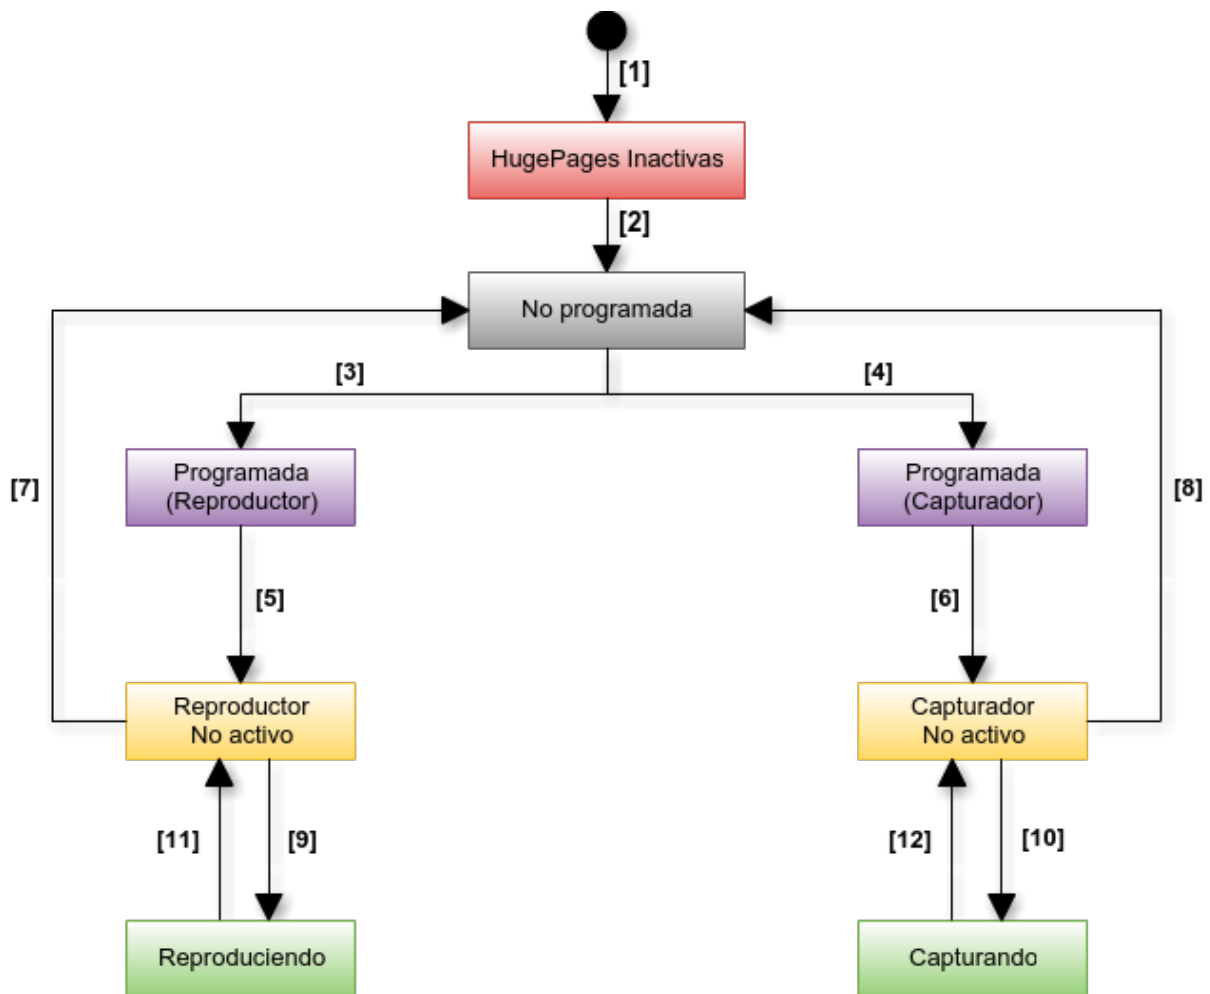 [1]
HugePages Inactivas
[2]
No programada
[3]
[4]
Programada
(Reproductor)
Programada
(Capturador)
[7]
[8]
[5]
[6]
Reproductor
No activo
Capturador
No activo
[11]
[9]
[12]
[10]
Reproduciendo
Capturando